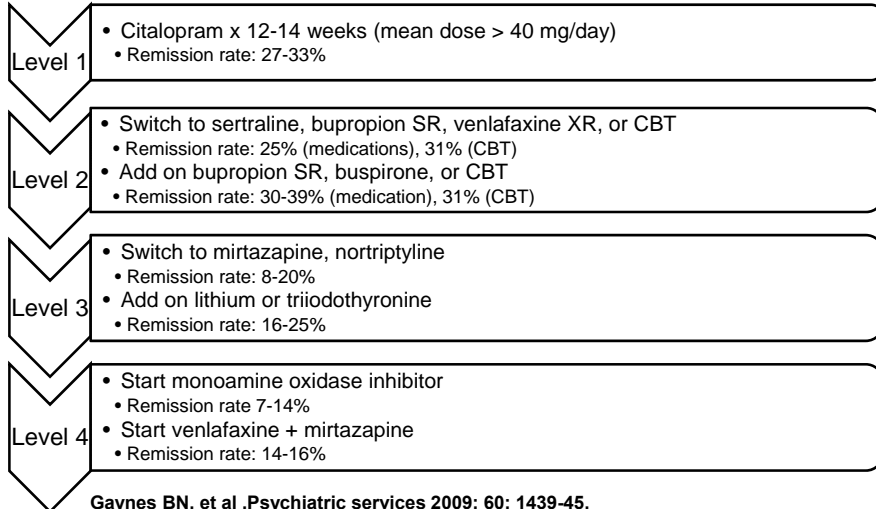 Level 1
• Citalopram x 12-14 weeks (mean dose > 40 mg/day)
• Remission rate: 27-33%
Level 2
• Switch to sertraline, bupropion SR, venlafaxine XR, or CBT
• Remission rate: 25% (medications), 31% (CBT)
• Add on bupropion SR, buspirone, or CBT
• Remission rate: 30-39% (medication), 31% (CBT)
Level 3
• Switch to mirtazapine, nortriptyline
• Remission rate: 8-20%
• Add on lithium or triiodothyronine
• Remission rate: 16-25%
Level 4
• Start monoamine oxidase inhibitor
• Remission rate 7-14%
• Start venlafaxine + mirtazapine
• Remission rate: 14-16%
Gaynes BN, et al .Psychiatric services 2009; 60: 1439-45.